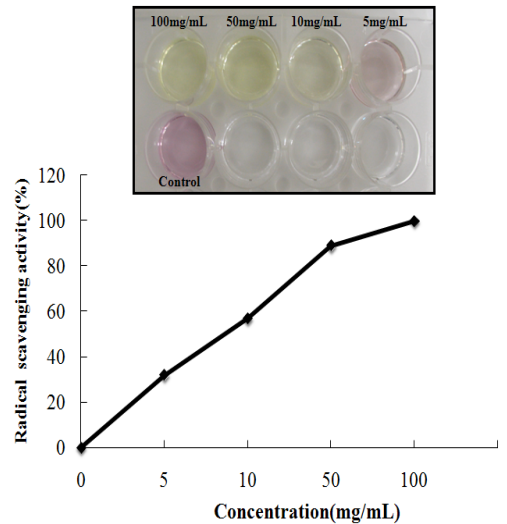 100mg/mL 50mg/mL 10mg/mL 5mg/mL
Control
120
100
80
60
40
20
0
Radical scavenging activity(%)
0 5 10 50 100
Concentration(mg/mL)